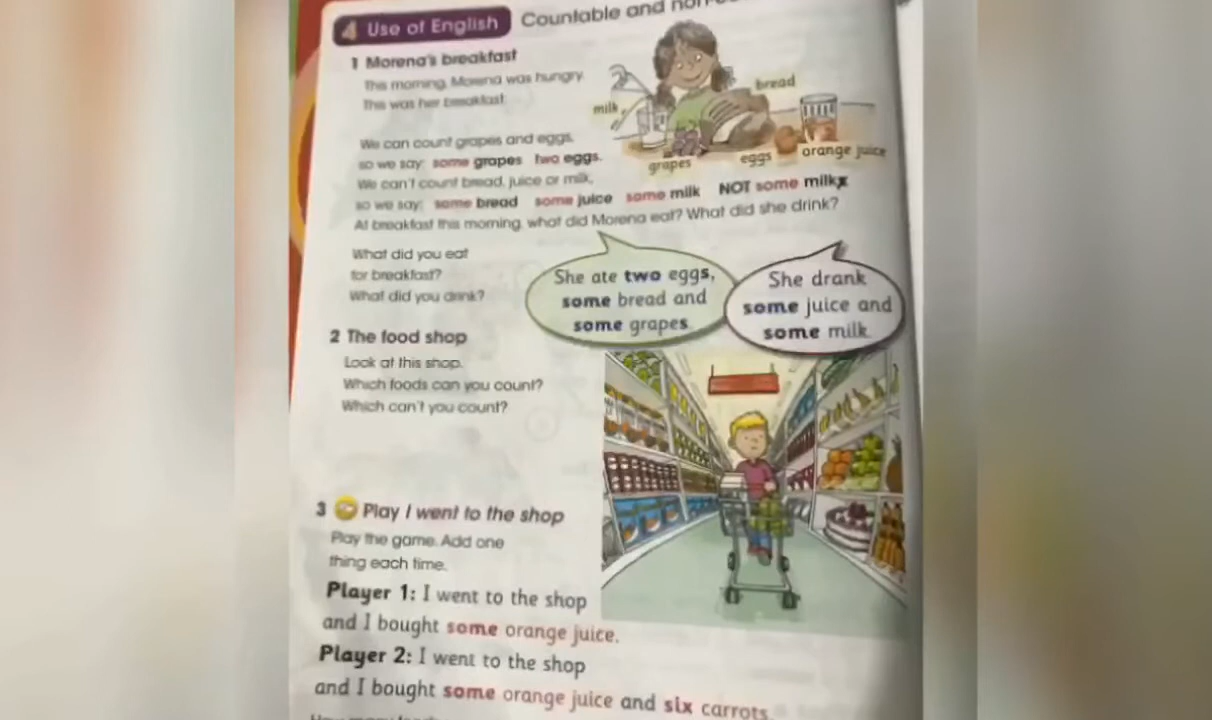 4 Use of English
Countable and non-
1 Morena's breakfast
This morning, Morena was hungry.
This was her breakfast.
bread
milk
grapes
eggs
orange juice
We can count grapes and eggs,
so we say: some grapes two eggs.
We can't count bread, juice or milk,
so we say: some bread some juice some milk NOT some milkx
At breakfast this morning, what did Morena eat? What did she drink?
What did you eat
for breakfast?
What did you drink?
She ate two eggs,
some bread and
some grapes.
She drank
some juice and
some milk.
2 The food shop
Look at this shop.
Which foods can you count?
Which can't you count?
3 Play I went to the shop
Play the game. Add one
thing each time.
Player 1: I went to the shop
and I bought some orange juice.
Player 2: I went to the shop
and I bought some orange juice and six carrots.